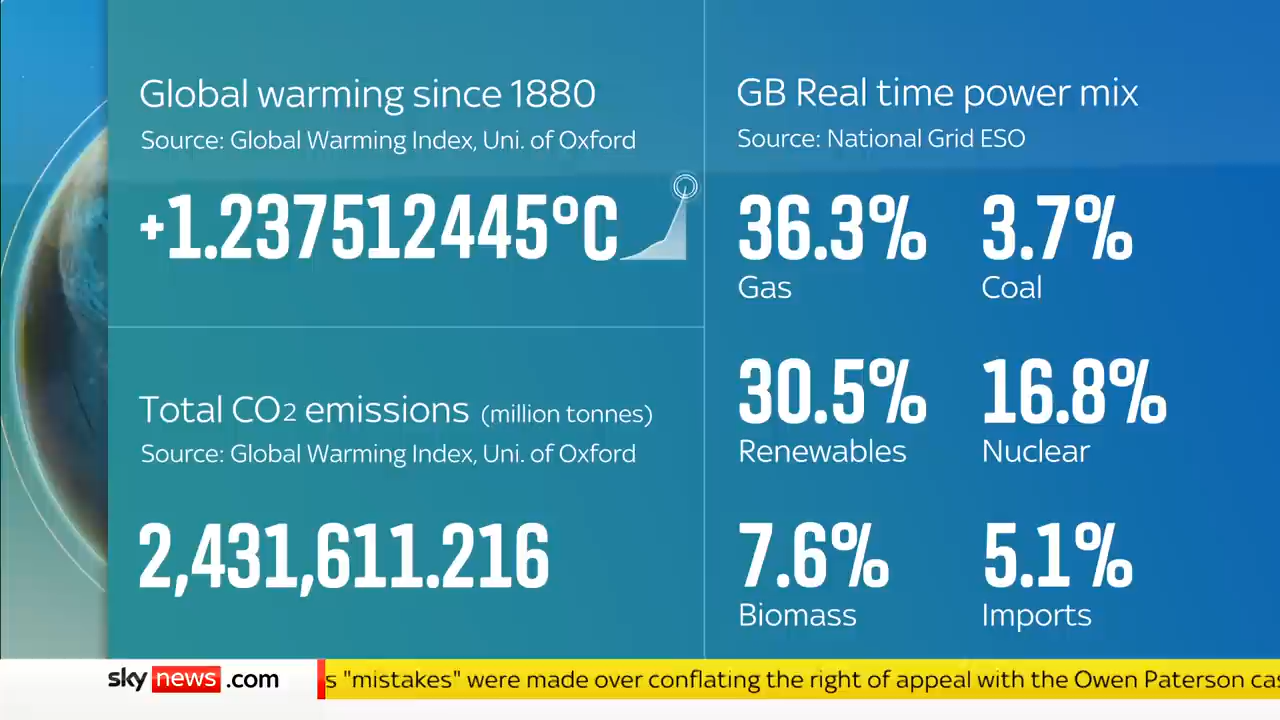 Global warming since 1880
Source: Global Warming Index, Uni. of Oxford
+1.237512445°C
Total CO2 emissions (million tonnes)
Source: Global Warming Index, Uni. of Oxford
2,431,611.216
GB Real time power mix
Source: National Grid ESO
36.3% 3.7%
Gas Coal
30.5% 16.8%
Renewables Nuclear
7.6% 5.1%
Biomass Imports
sky news .com
s "mistakes" were made over conflating the right of appeal with the Owen Paterson cas